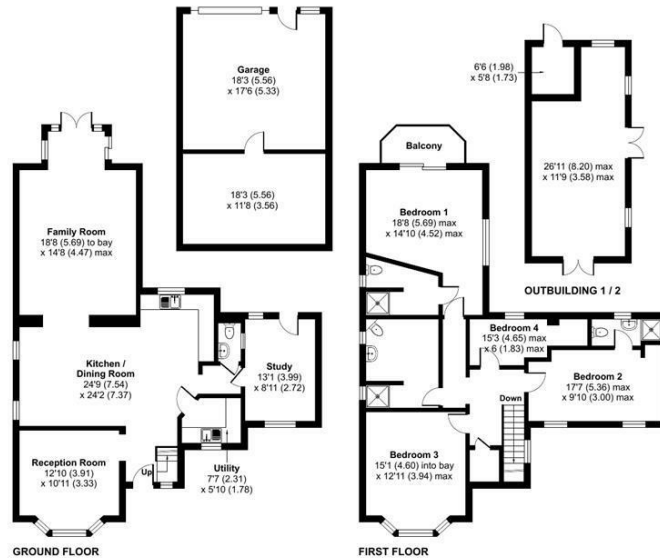 Garage
18'3 (5.56)
x 17'6 (5.33)
18'3 (5.56)
x 11'8 (3.56)
6'6 (1.98)
x 5'8 (1.73)
26'11 (8.20) max
x 11'9 (3.58) max
OUTBUILDING 1 / 2
Family Room
18'8 (5.69) to bay
x 14'8 (4.47) max
Kitchen /
Dining Room
24'9 (7.54)
x 24'2 (7.37)
Study
13'1 (3.99)
x 8'11 (2.72)
Reception Room
12'10 (3.91)
x 10'11 (3.33)
Up
Utility
7'7 (2.31)
x 5'10 (1.78)
GROUND FLOOR
Balcony
Bedroom 1
18'8 (5.69) max
x 14'10 (4.52) max
Bedroom 4
15'3 (4.65) max
x 6 (1.83) max
Bedroom 2
17'7 (5.36) max
x 9'10 (3.00) max
Down
Bedroom 3
15'1 (4.60) into bay
x 12'11 (3.94) max
FIRST FLOOR